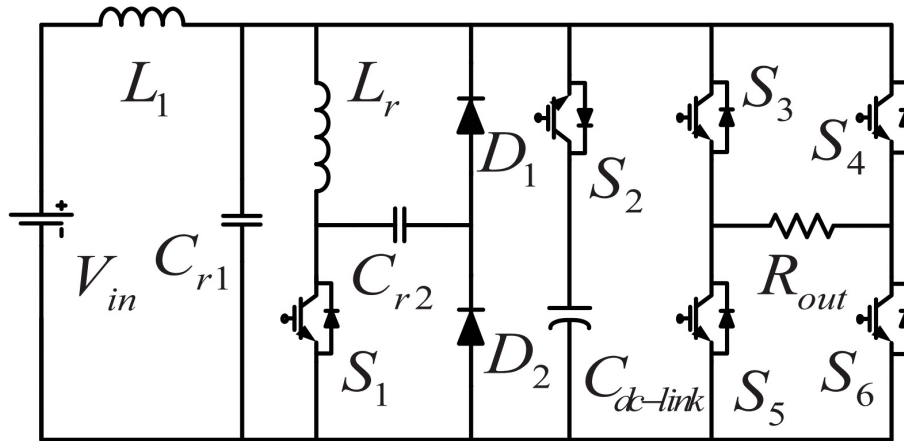 L1
Lr
S3
D1
S4
S2
+
-
Vin
Cr1
Cr2
Rout
S1
D2
Cdc-link
S5
S6